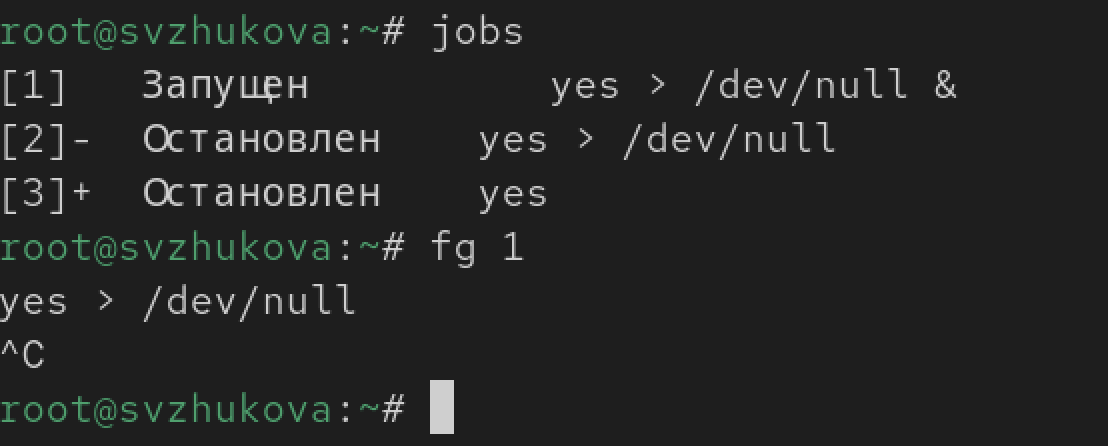 root@svzhukova:~# jobs
[1]   Запущен          yes > /dev/null &
[2]-  Остановлен    yes > /dev/null
[3]+  Остановлен    yes
root@svzhukova:~# fg 1
yes > /dev/null
^C
root@svzhukova:~#